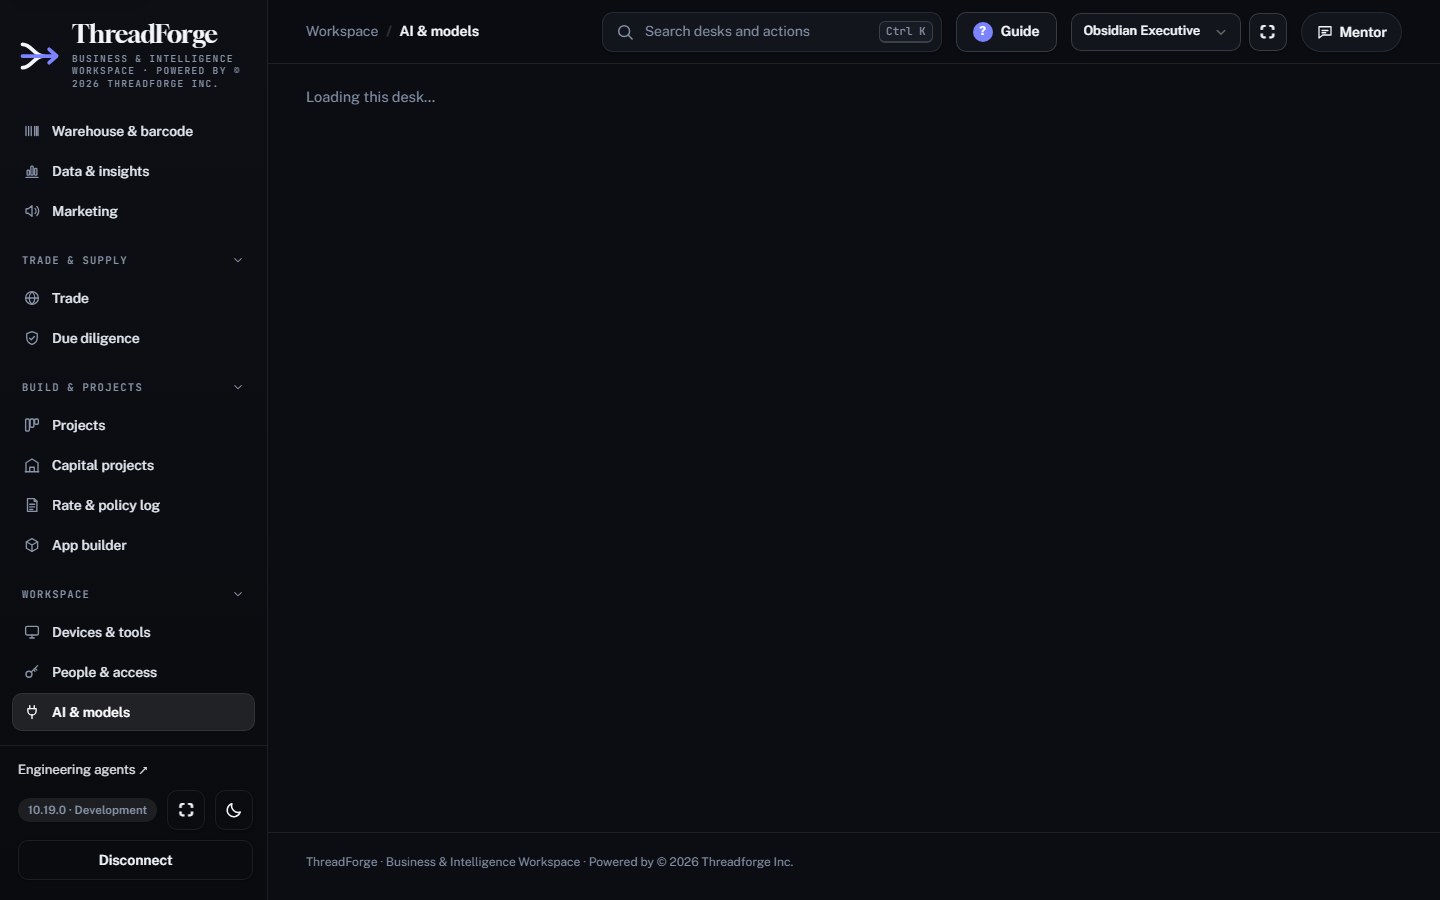 ThreadForge
BUSINESS & INTELLIGENCE
WORKSPACE · POWERED BY ©
2026 THREADFORGE INC.
Warehouse & barcode
Data & insights
Marketing
TRADE & SUPPLY
Trade
Due diligence
BUILD & PROJECTS
Projects
Capital projects
Rate & policy log
App builder
WORKSPACE
Devices & tools
People & access
AI & models
Engineering agents ↗
10.19.0 · Development
Disconnect
Workspace / AI & models
Search desks and actions
Ctrl K
? Guide
Obsidian Executive
Mentor
Loading this desk...
ThreadForge · Business & Intelligence Workspace · Powered by © 2026 Threadforge Inc.